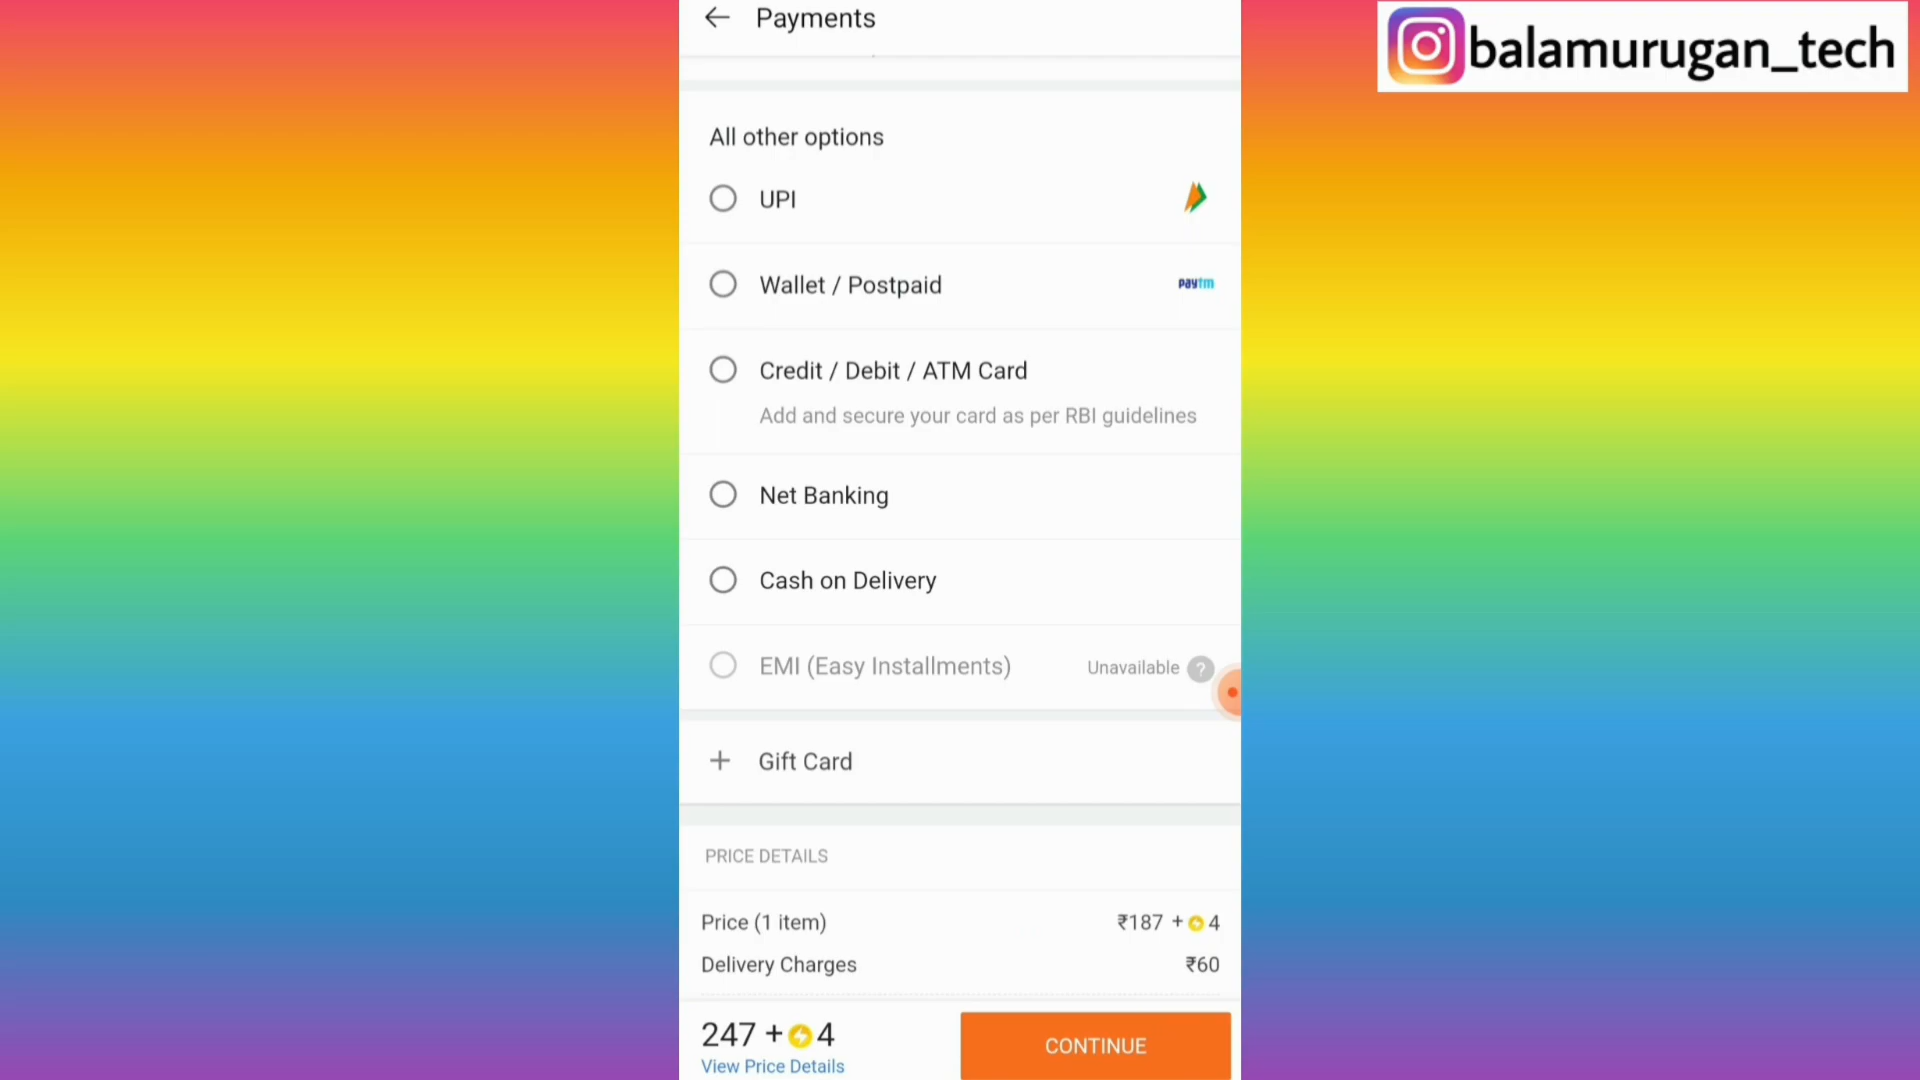 Payments
balamurugan_tech
All other options
UPI
Wallet / Postpaid
paytm
Credit / Debit / ATM Card
Add and secure your card as per RBI guidelines
Net Banking
Cash on Delivery
EMI (Easy Installments) Unavailable ?
+ Gift Card
PRICE DETAILS
Price (1 item) ₹187 + 4
Delivery Charges ₹60
247 + 4
View Price Details
CONTINUE